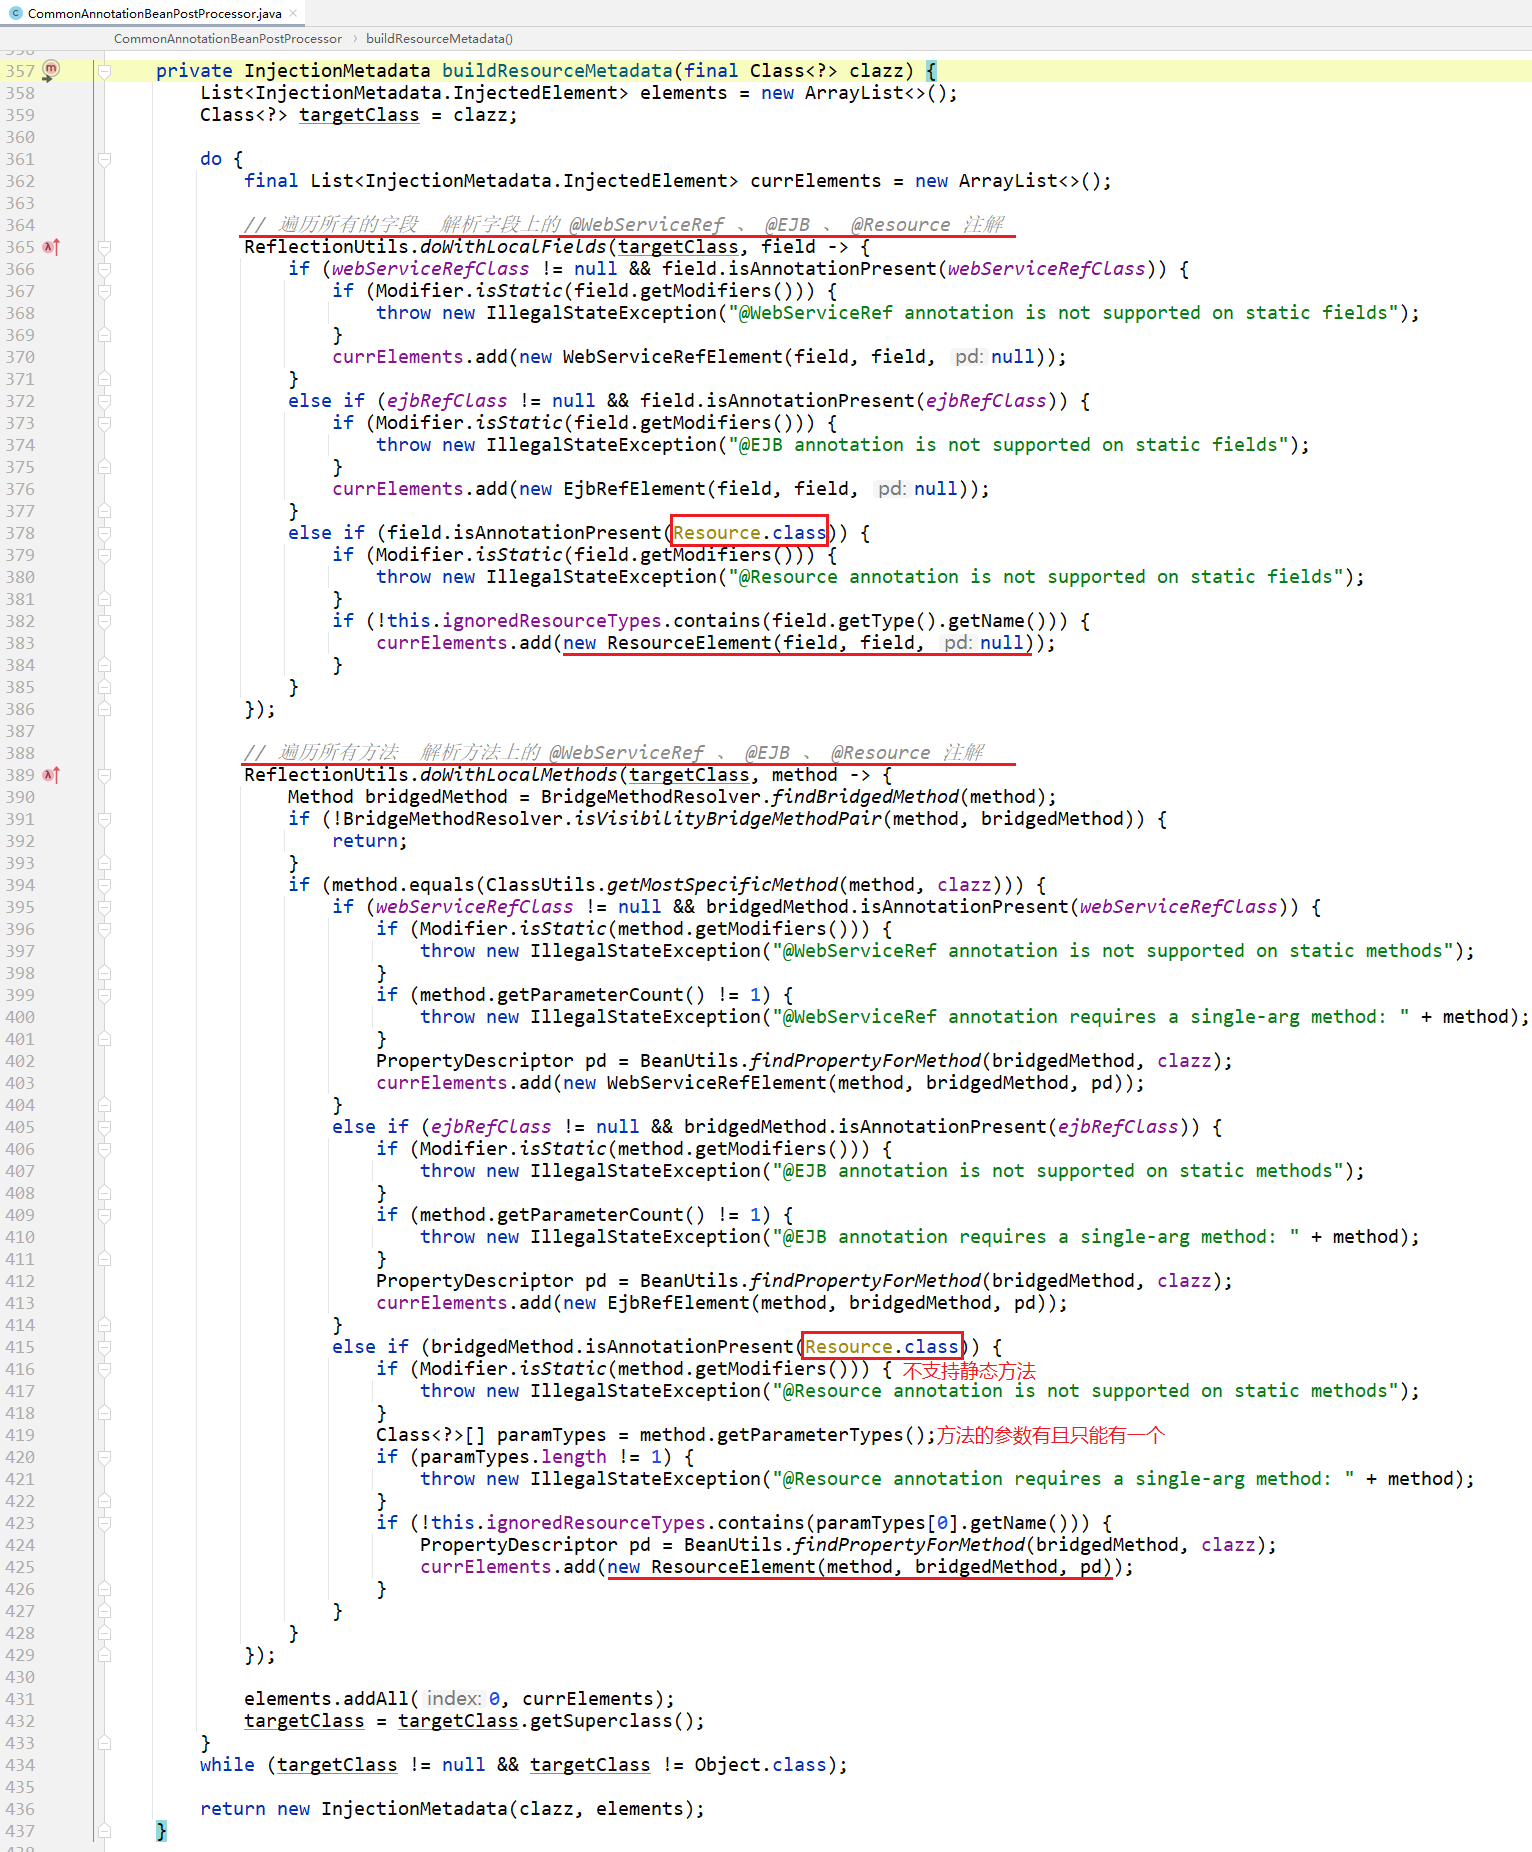 CommonAnnotationBeanPostProcessor.java
CommonAnnotationBeanPostProcessor › buildResourceMetadata()
357 private InjectionMetadata buildResourceMetadata(final Class<?> clazz) {
358 List<InjectionMetadata.InjectedElement> elements = new ArrayList<>();
359 Class<?> targetClass = clazz;
360
361 do {
362 final List<InjectionMetadata.InjectedElement> currElements = new ArrayList<>();
363
364 // 遍历所有的字段 解析字段上的 @WebServiceRef 、 @EJB 、 @Resource 注解
365 ReflectionUtils.doWithLocalFields(targetClass, field -> {
366 if (webServiceRefClass != null && field.isAnnotationPresent(webServiceRefClass)) {
367 if (Modifier.isStatic(field.getModifiers())) {
368 throw new IllegalStateException("@WebServiceRef annotation is not supported on static fields");
369 }
370 currElements.add(new WebServiceRefElement(field, field, pd: null));
371 }
372 else if (ejbRefClass != null && field.isAnnotationPresent(ejbRefClass)) {
373 if (Modifier.isStatic(field.getModifiers())) {
374 throw new IllegalStateException("@EJB annotation is not supported on static fields");
375 }
376 currElements.add(new EjbRefElement(field, field, pd: null));
377 }
378 else if (field.isAnnotationPresent(Resource.class)) {
379 if (Modifier.isStatic(field.getModifiers())) {
380 throw new IllegalStateException("@Resource annotation is not supported on static fields");
381 }
382 if (!this.ignoredResourceTypes.contains(field.getType().getName())) {
383 currElements.add(new ResourceElement(field, field, pd: null));
384 }
385 }
386 });
387
388 // 遍历所有方法 解析方法上的 @WebServiceRef 、 @EJB 、 @Resource 注解
389 ReflectionUtils.doWithLocalMethods(targetClass, method -> {
390 Method bridgedMethod = BridgeMethodResolver.findBridgedMethod(method);
391 if (!BridgeMethodResolver.isVisibilityBridgeMethodPair(method, bridgedMethod)) {
392 return;
393 }
394 if (method.equals(ClassUtils.getMostSpecificMethod(method, clazz))) {
395 if (webServiceRefClass != null && bridgedMethod.isAnnotationPresent(webServiceRefClass)) {
396 if (Modifier.isStatic(method.getModifiers())) {
397 throw new IllegalStateException("@WebServiceRef annotation is not supported on static methods");
398 }
399 if (method.getParameterCount() != 1) {
400 throw new IllegalStateException("@WebServiceRef annotation requires a single-arg method: " + method);
401 }
402 PropertyDescriptor pd = BeanUtils.findPropertyForMethod(bridgedMethod, clazz);
403 currElements.add(new WebServiceRefElement(method, bridgedMethod, pd));
404 }
405 else if (ejbRefClass != null && bridgedMethod.isAnnotationPresent(ejbRefClass)) {
406 if (Modifier.isStatic(method.getModifiers())) {
407 throw new IllegalStateException("@EJB annotation is not supported on static methods");
408 }
409 if (method.getParameterCount() != 1) {
410 throw new IllegalStateException("@EJB annotation requires a single-arg method: " + method);
411 }
412 PropertyDescriptor pd = BeanUtils.findPropertyForMethod(bridgedMethod, clazz);
413 currElements.add(new EjbRefElement(method, bridgedMethod, pd));
414 }
415 else if (bridgedMethod.isAnnotationPresent(Resource.class)) {
416 if (Modifier.isStatic(method.getModifiers())) { 不支持静态方法
417 throw new IllegalStateException("@Resource annotation is not supported on static methods");
418 }
419 Class<?>[] paramTypes = method.getParameterTypes();方法的参数有且只能有一个
420 if (paramTypes.length != 1) {
421 throw new IllegalStateException("@Resource annotation requires a single-arg method: " + method);
422 }
423 if (!this.ignoredResourceTypes.contains(paramTypes[0].getName())) {
424 PropertyDescriptor pd = BeanUtils.findPropertyForMethod(bridgedMethod, clazz);
425 currElements.add(new ResourceElement(method, bridgedMethod, pd));
426 }
427 }
428 }
429 });
430
431 elements.addAll( index: 0, currElements);
432 targetClass = targetClass.getSuperclass();
433 }
434 while (targetClass != null && targetClass != Object.class);
435
436 return new InjectionMetadata(clazz, elements);
437 }